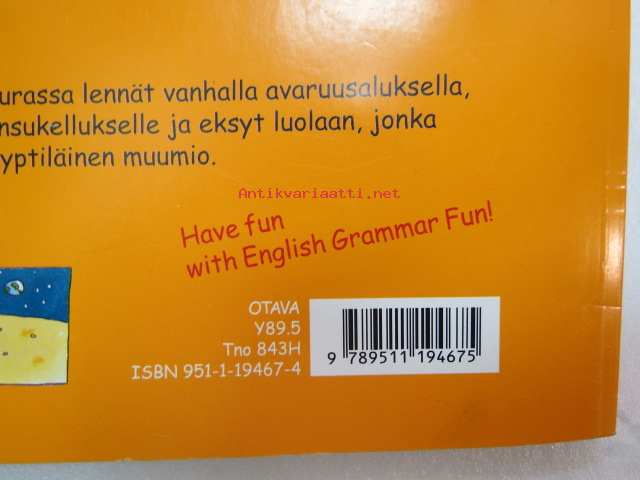 urassa lennät vanhalla avaruusaluksella,
nsukellukselle ja eksyt luolaan, jonka
yptiläinen muumio.
Antikvariaatti.net
Have fun
with English Grammar Fun!
OTAVA
Y89.5
Tno 843H
ISBN 951-1-19467-4
9 789511 194675